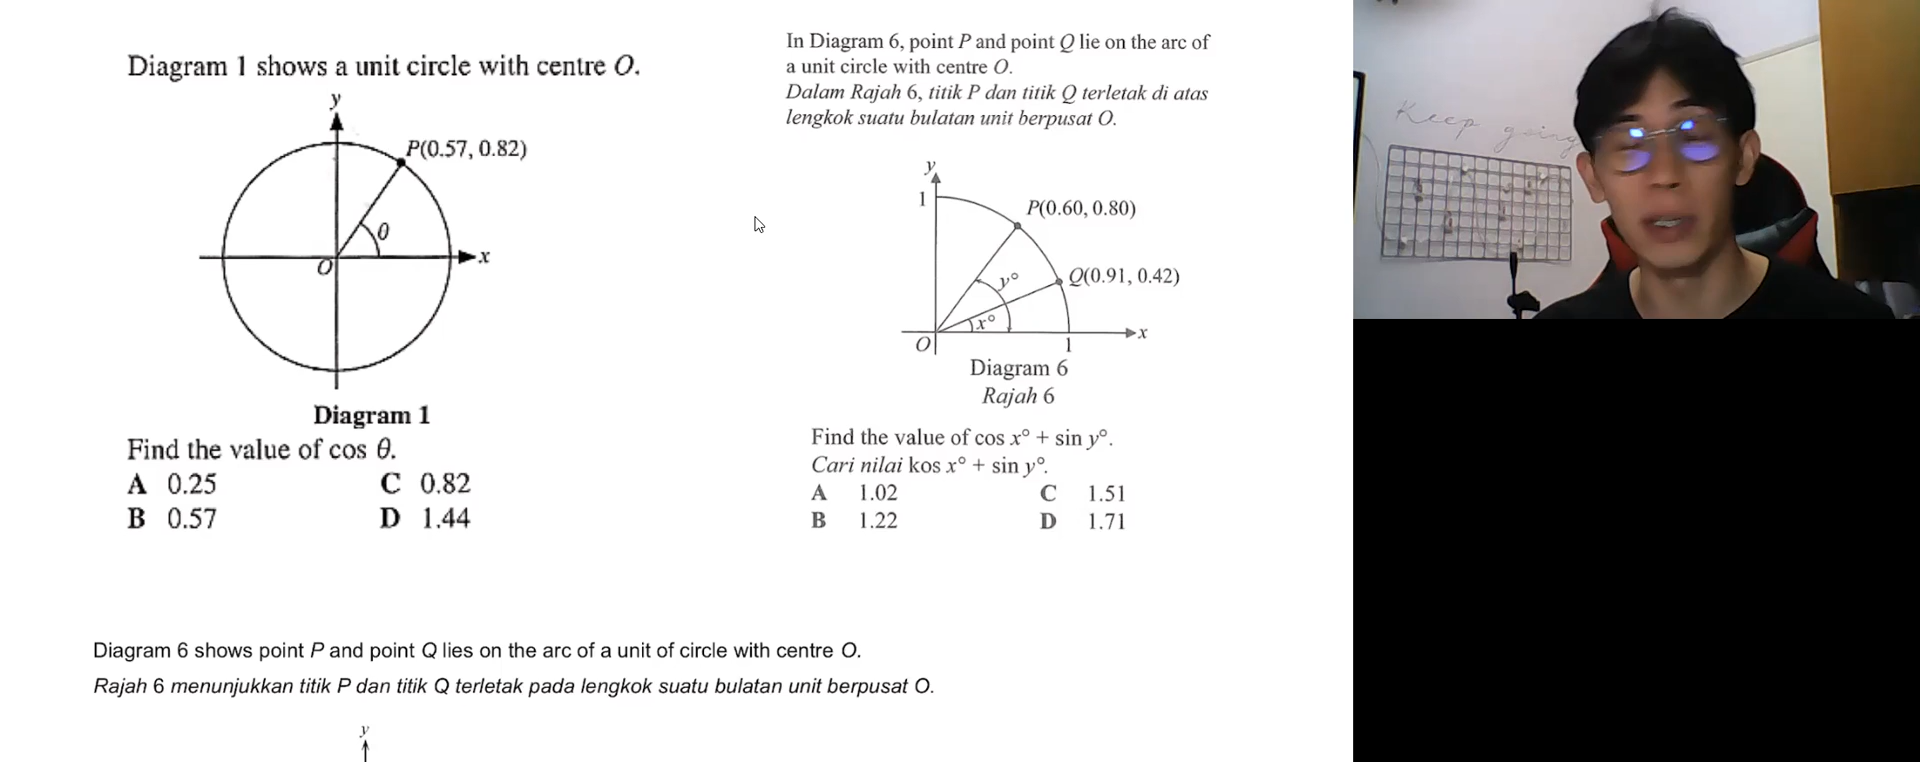 Diagram 1 shows a unit circle with centre O.
y
P(0.57, 0.82)
θ
O
x
Diagram 1
Find the value of cos θ.
A 0.25
C 0.82
B 0.57
D 1.44
In Diagram 6, point P and point Q lie on the arc of
a unit circle with centre O.
Dalam Rajah 6, titik P dan titik Q terletak di atas
lengkok suatu bulatan unit berpusat O.
y
1
P(0.60, 0.80)
Q(0.91, 0.42)
y°
x°
O
1
x
Diagram 6
Rajah 6
Find the value of cos x° + sin y°.
Cari nilai kos x° + sin y°.
A 1.02
C 1.51
B 1.22
D 1.71
Keep going
Diagram 6 shows point P and point Q lies on the arc of a unit of circle with centre O.
Rajah 6 menunjukkan titik P dan titik Q terletak pada lengkok suatu bulatan unit berpusat O.
y